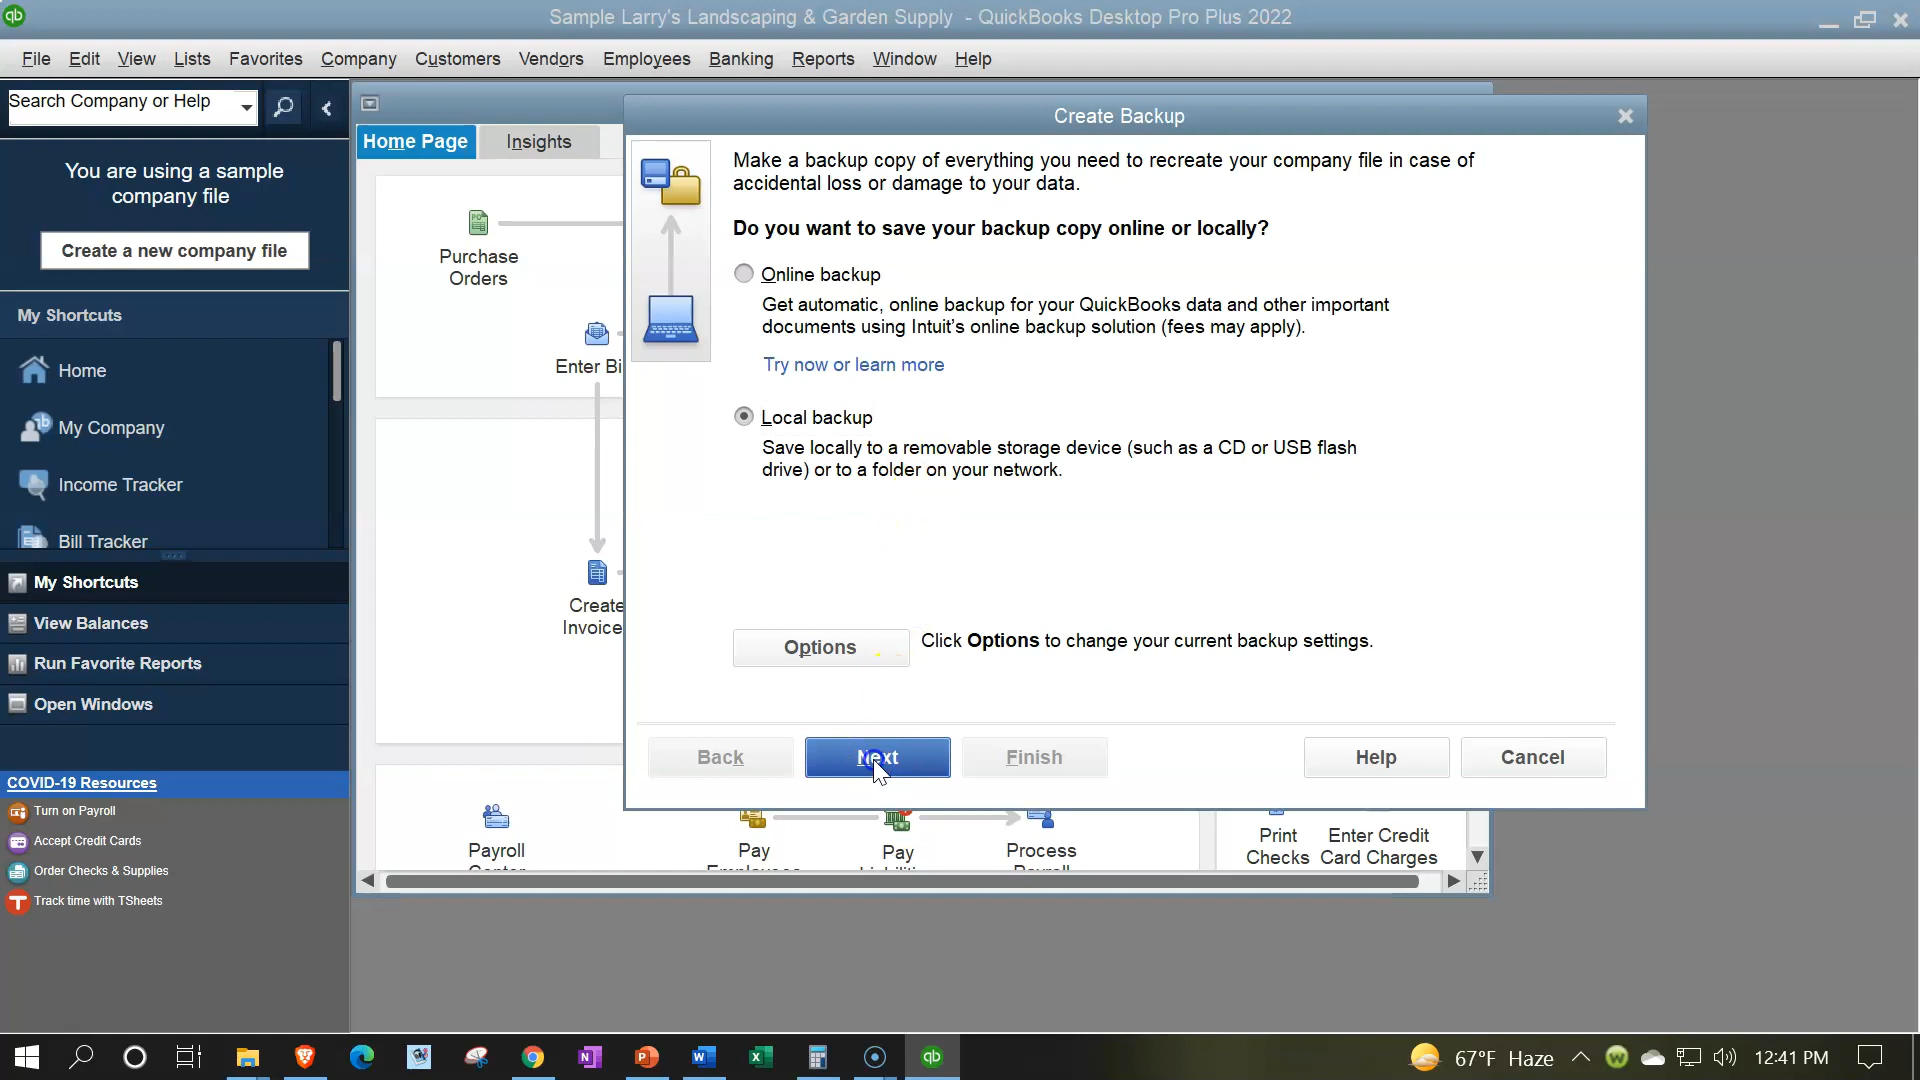 Sample Larry's Landscaping & Garden Supply - QuickBooks Desktop Pro Plus 2022
File Edit View Lists Favorites Company Customers Vendors Employees Banking Reports Window Help
Search Company or Help
You are using a sample
company file
Create a new company file
My Shortcuts
Home
My Company
Income Tracker
Bill Tracker
My Shortcuts
View Balances
Run Favorite Reports
Open Windows
COVID-19 Resources
Turn on Payroll
Accept Credit Cards
Order Checks & Supplies
Track time with TSheets
Home Page
Insights
Purchase
Orders
Enter Bi
Create
Invoice
Payroll
Pay
Pay
Process
Print
Checks
Enter Credit
Card Charges
Create Backup
Make a backup copy of everything you need to recreate your company file in case of
accidental loss or damage to your data.
Do you want to save your backup copy online or locally?
Online backup
Get automatic, online backup for your QuickBooks data and other important
documents using Intuit's online backup solution (fees may apply).
Try now or learn more
Local backup
Save locally to a removable storage device (such as a CD or USB flash
drive) or to a folder on your network.
Options
Click Options to change your current backup settings.
Back
Next
Finish
Help
Cancel
67°F Haze
12:41 PM